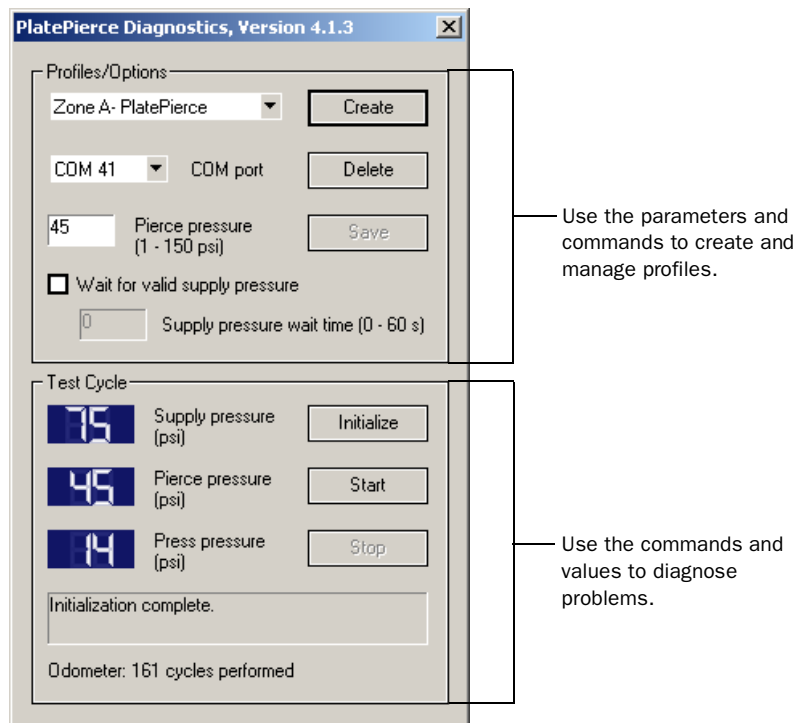 PlatePierce Diagnostics, Version 4.1.3
Profiles/Options
Zone A- PlatePierce
Create
COM 41
COM port
Delete
45
Pierce pressure
(1 - 150 psi)
Save
Wait for valid supply pressure
0
Supply pressure wait time (0 - 60 s)
Use the parameters and
commands to create and
manage profiles.
Test Cycle
75
Supply pressure
(psi)
Initialize
45
Pierce pressure
(psi)
Start
14
Press pressure
(psi)
Stop
Initialization complete.
Odometer: 161 cycles performed
Use the commands and
values to diagnose
problems.